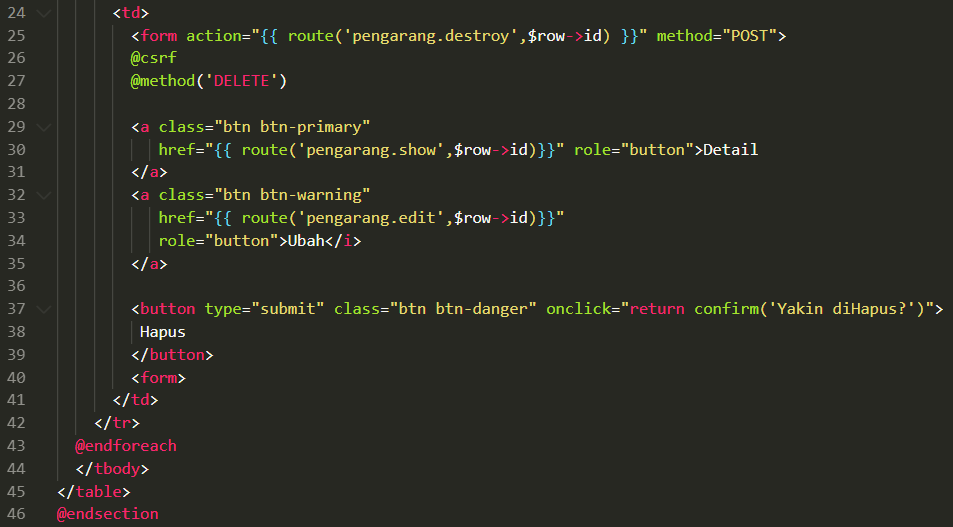 24 <td>
25 <form action="{{ route('pengarang.destroy',$row->id) }}" method="POST">
26 @csrf
27 @method('DELETE')
28
29 <a class="btn btn-primary"
30 href="{{ route('pengarang.show',$row->id)}}" role="button">Detail
31 </a>
32 <a class="btn btn-warning"
33 href="{{ route('pengarang.edit',$row->id)}}"
34 role="button">Ubah</i>
35 </a>
36
37 <button type="submit" class="btn btn-danger" onclick="return confirm('Yakin diHapus?')">
38 Hapus
39 </button>
40 <form>
41 </td>
42 </tr>
43 @endforeach
44 </tbody>
45 </table>
46 @endsection